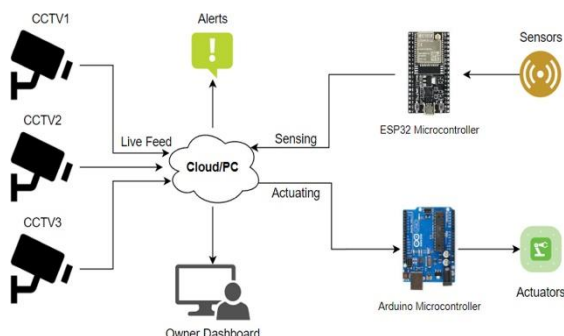 CCTV1
Alerts
Sensors
CCTV2
Live Feed
Sensing
ESP32 Microcontroller
Cloud/PC
Actuating
CCTV3
Arduino Microcontroller
Actuators
Owner Dashboard